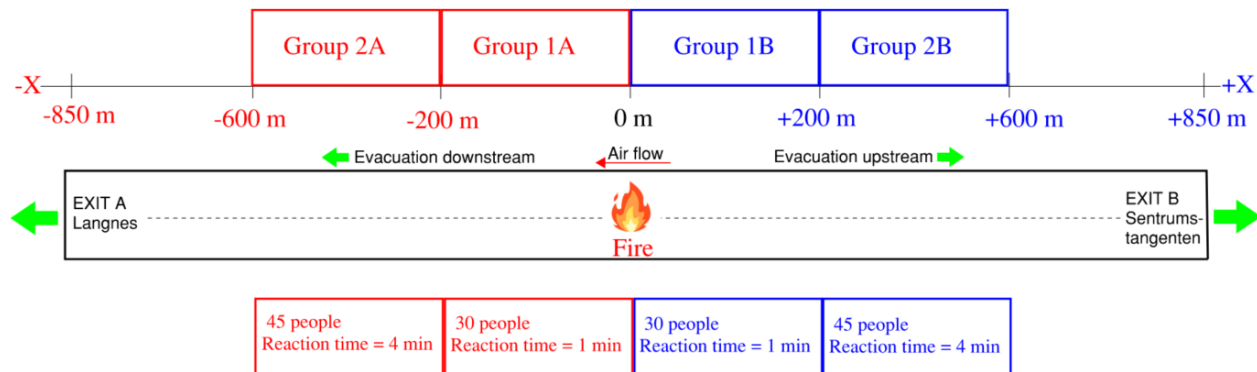 Group 2A
Group 1A
Group 1B
Group 2B
-X
+X
-850 m
-600 m
-200 m
0 m
+200 m
+600 m
+850 m
Evacuation downstream
Air flow
Evacuation upstream
EXIT A
Langnes
Fire
EXIT B
Sentrums-
tangenten
45 people
Reaction time = 4 min
30 people
Reaction time = 1 min
30 people
Reaction time = 1 min
45 people
Reaction time = 4 min